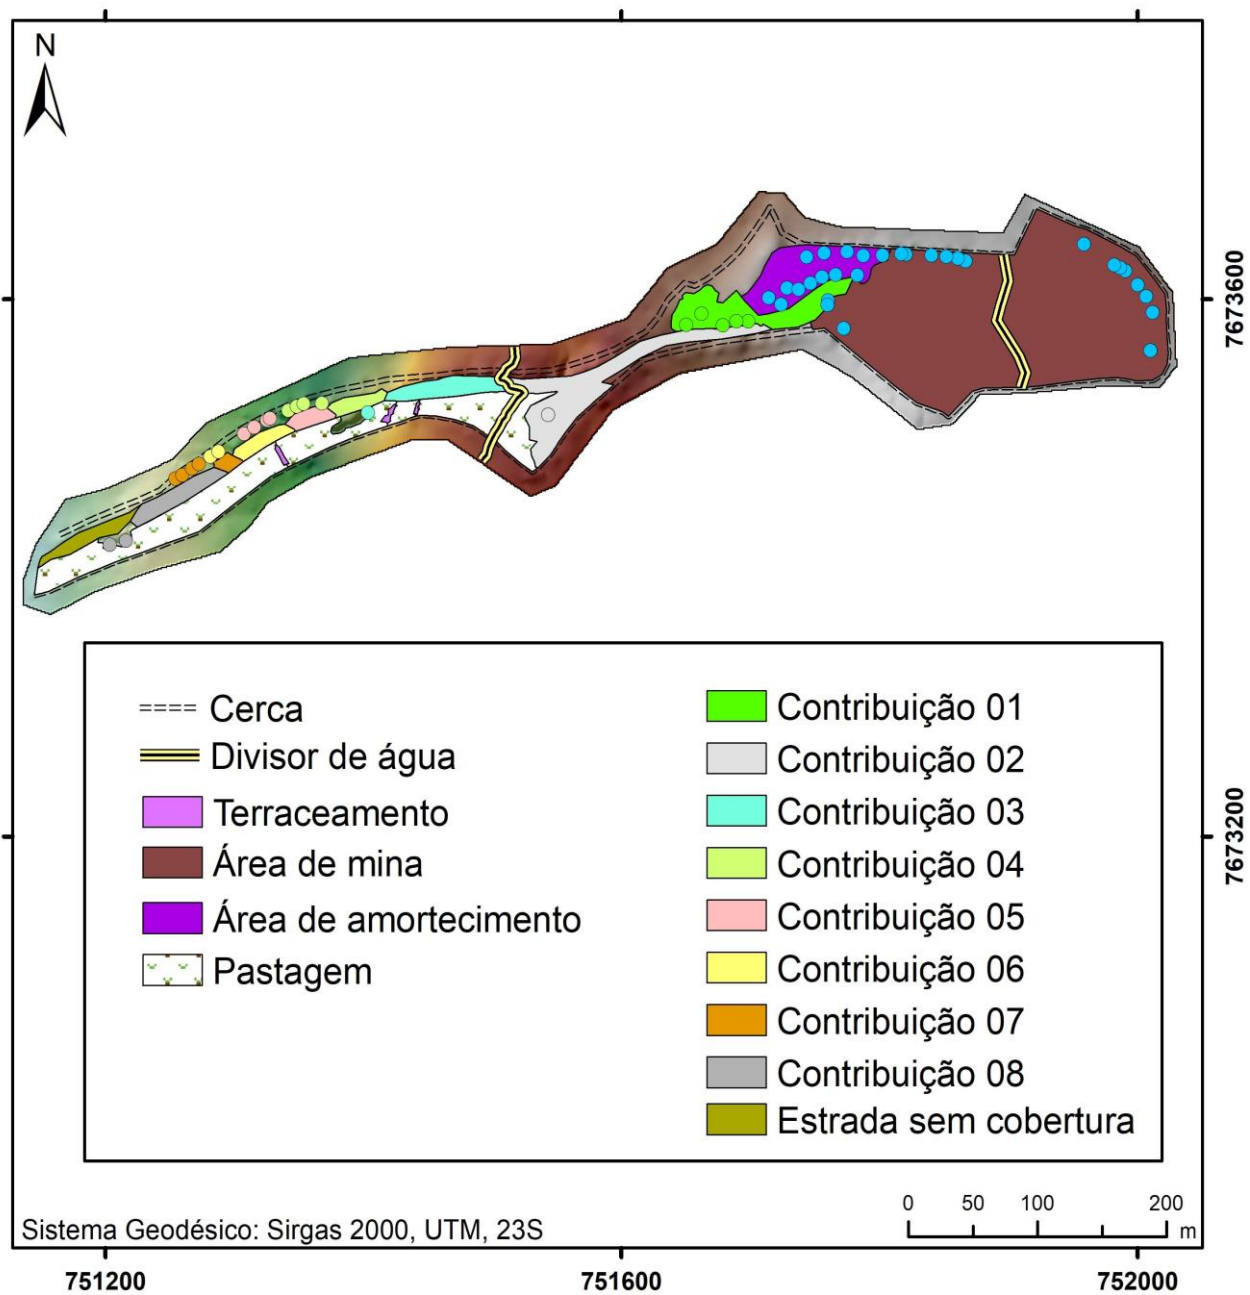 N
7673600
7673200
Cerca
Divisor de água
Terraceamento
Área de mina
Área de amortecimento
Pastagem
Contribuição 01
Contribuição 02
Contribuição 03
Contribuição 04
Contribuição 05
Contribuição 06
Contribuição 07
Contribuição 08
Estrada sem cobertura
0 50 100 200
m
Sistema Geodésico: Sirgas 2000, UTM, 23S
751200 751600 752000